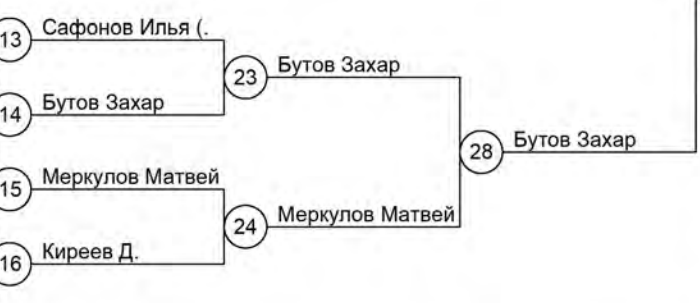 13 Сафонов Илья (.
23 Бутов Захар
14 Бутов Захар
28 Бутов Захар
15 Меркулов Матвей
24 Меркулов Матвей
16 Киреев Д.